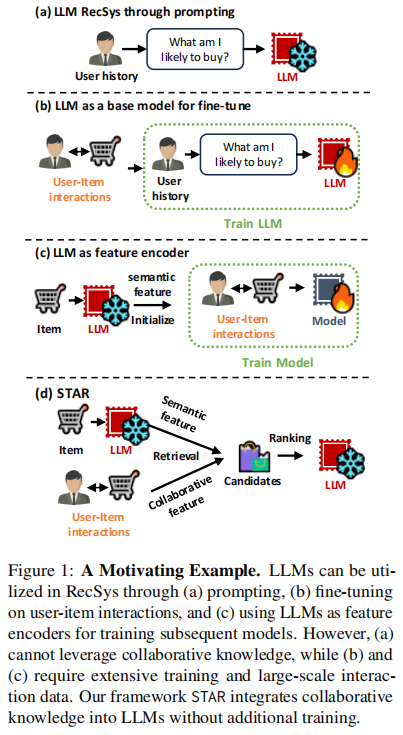 (a) LLM RecSys through prompting
What am I
likely to buy?
User history
LLM
(b) LLM as a base model for fine-tune
What am I
likely to buy?
User-Item
interactions
User
history
LLM
Train LLM
(c) LLM as feature encoder
semantic
feature
Initialize
Item
LLM
User-Item
interactions
Model
Train Model
(d) STAR
Semantic
feature
Item
LLM
Retrieval
Ranking
Candidates
LLM
User-Item
interactions
Collaborative
feature
Figure 1: A Motivating Example. LLMs can be uti-
lized in RecSys through (a) prompting, (b) fine-tuning
on user-item interactions, and (c) using LLMs as feature
encoders for training subsequent models. However, (a)
cannot leverage collaborative knowledge, while (b) and
(c) require extensive training and large-scale interac-
tion data. Our framework STAR integrates collaborative
knowledge into LLMs without additional training.